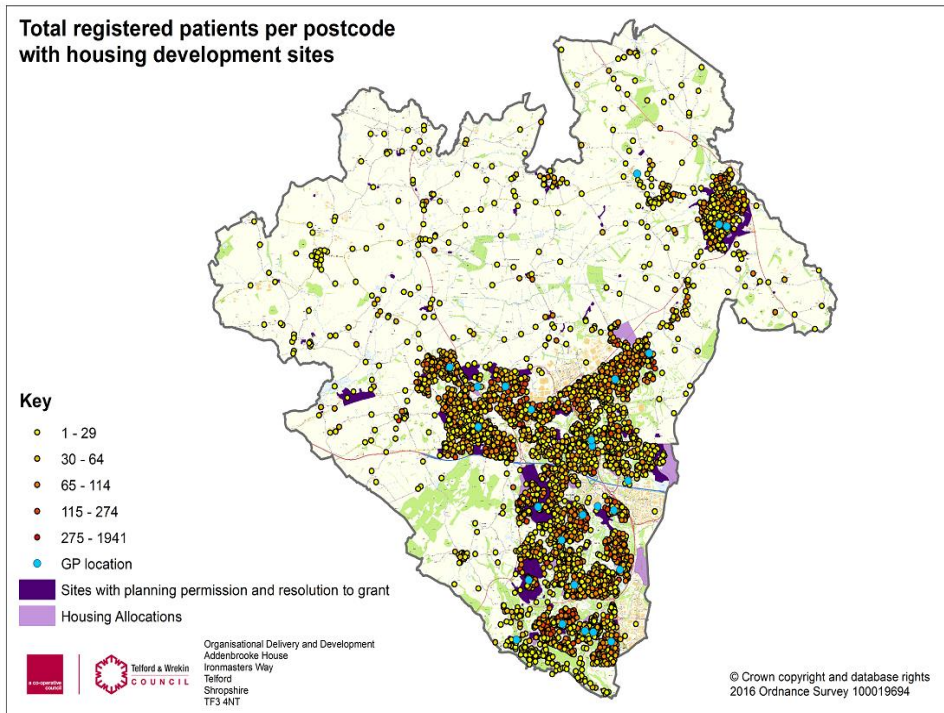 Total registered patients per postcode
with housing development sites
Key
1 - 29
30 - 64
65 - 114
115 - 274
275 - 1941
GP location
Sites with planning permission and resolution to grant
Housing Allocations
a co-operative
council
Telford & Wrekin
COUNCIL
Organisational Delivery and Development
Addenbrooke House
Ironmasters Way
Telford
Shropshire
TF3 4NT
© Crown copyright and database rights
2016 Ordnance Survey 100019694